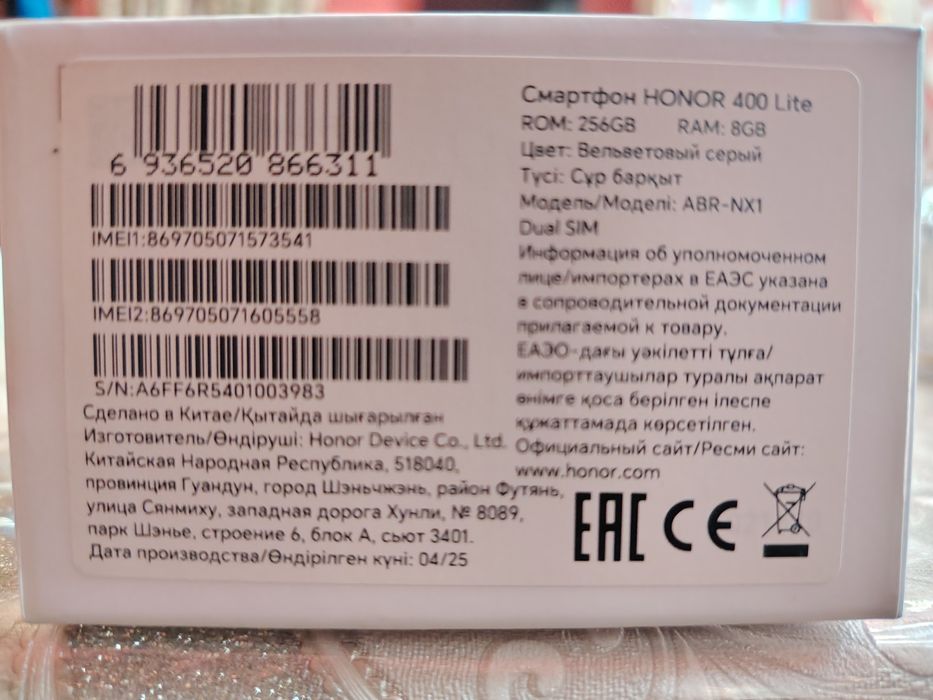 6 936520 866311
IMEI1:869705071573541
IMEI2:869705071605558
S/N:A6FF6R5401003983
Сделано в Китае/Қытайда шығарылған
Изготовитель/Өндіруші: Honor Device Co., Ltd.
Китайская Народная Республика, 518040,
провинция Гуандун, город Шэньчжэнь, район Футянь,
улица Сянмиху, западная дорога Хунли, № 8089,
парк Шэнье, строение 6, блок А, сьют 3401.
Дата производства/Өндірілген күні: 04/25
Смартфон HONOR 400 Lite
ROM: 256GB RAM: 8GB
Цвет: Вельветовый серый
Түсі: Сұр барқыт
Модель/Моделі: ABR-NX1
Dual SIM
Информация об уполномоченном
лице/импортерах в ЕАЭС указана
в сопроводительной документации
прилагаемой к товару.
ЕАЭО-дағы уәкілетті тұлға/
импорттаушылар туралы ақпарат
өнімге қоса берілген ілеспе
құжаттамада көрсетілген.
Официальный сайт/Ресми сайт:
www.honor.com
EAC CE